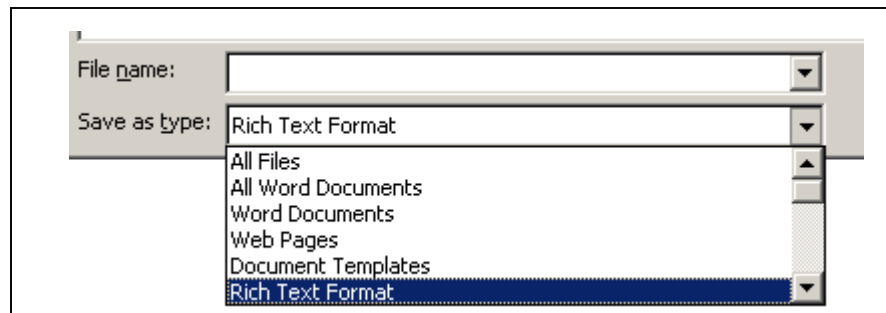 File name:
Save as type: Rich Text Format
All Files
All Word Documents
Word Documents
Web Pages
Document Templates
Rich Text Format